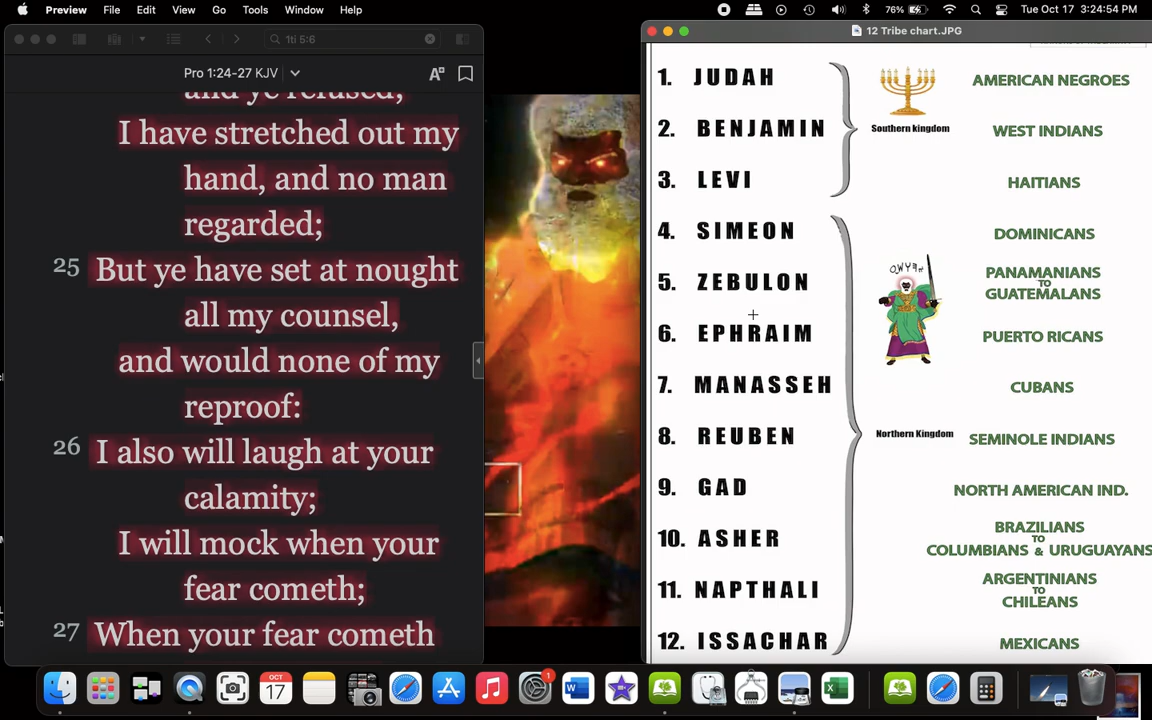 Preview File Edit View Go Tools Window Help
76% Tue Oct 17 3:24:54 PM
1ti 5:6
Pro 1:24-27 KJV
and ye refused;
I have stretched out my
hand, and no man
regarded;
25 But ye have set at nought
all my counsel,
and would none of my
reproof:
26 I also will laugh at your
calamity;
I will mock when your
fear cometh;
27 When your fear cometh
12 Tribe chart.JPG
1. JUDAH
AMERICAN NEGROES
2. BENJAMIN
Southern kingdom
WEST INDIANS
3. LEVI
HAITIANS
4. SIMEON
DOMINICANS
5. ZEBULON
PANAMANIANS
TO
GUATEMALANS
6. EPHRAIM
PUERTO RICANS
7. MANASSEH
CUBANS
8. REUBEN
Northern Kingdom
SEMINOLE INDIANS
9. GAD
NORTH AMERICAN IND.
10. ASHER
BRAZILIANS
TO
COLUMBIANS & URUGUAYANS
11. NAPTHALI
ARGENTINIANS
TO
CHILEANS
12. ISSACHAR
MEXICANS
OCT
17
1